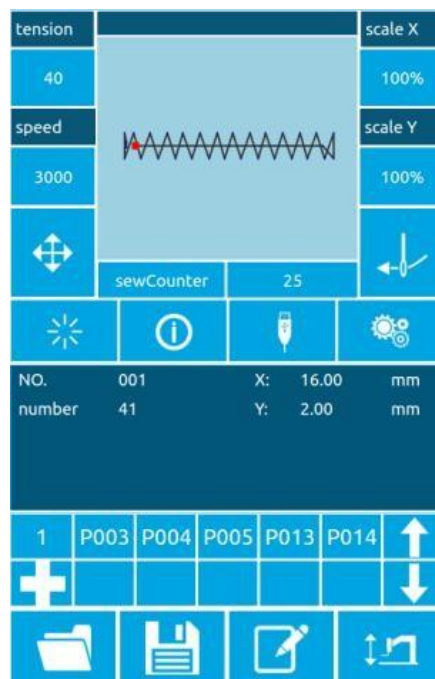 tension
scale X
40
100%
speed
scale Y
3000
100%
sewCounter 25
NO. 001 X: 16.00 mm
number 41 Y: 2.00 mm
1 P003 P004 P005 P013 P014